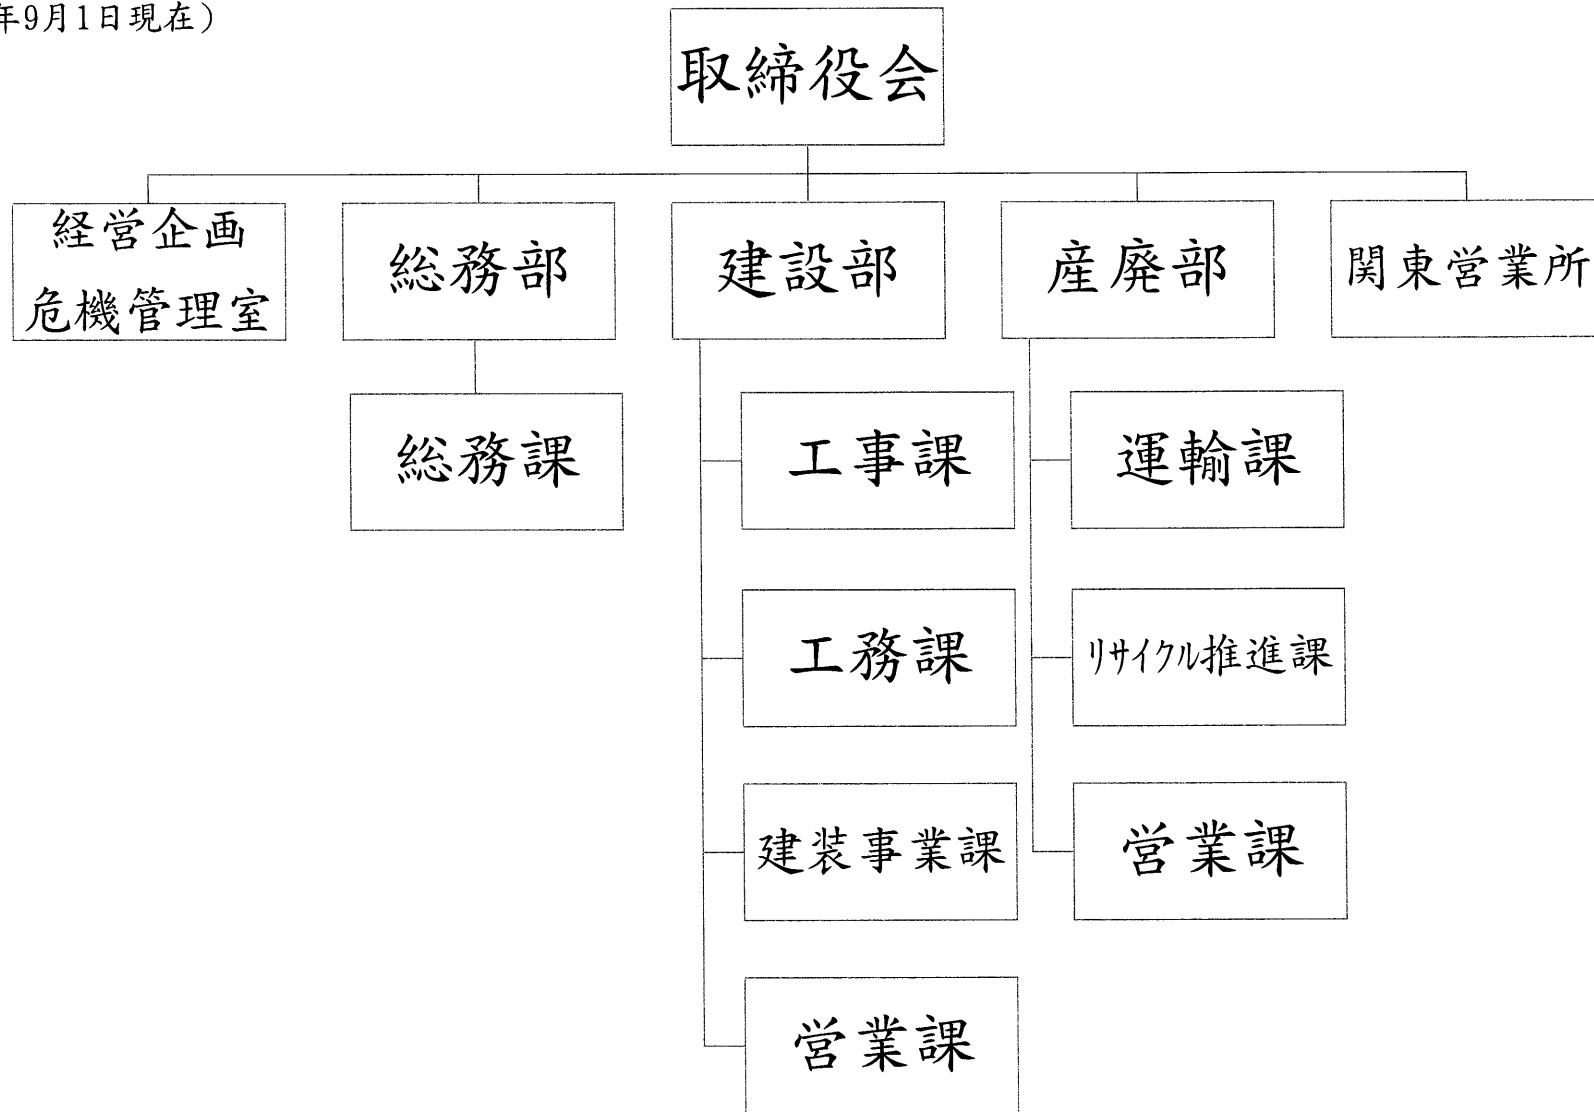 年9月1日現在)
取締役会
経営企画
危機管理室
総務部
建設部
産廃部
関東営業所
総務課
工事課
運輸課
工務課
リサイクル推進課
建装事業課
営業課
営業課